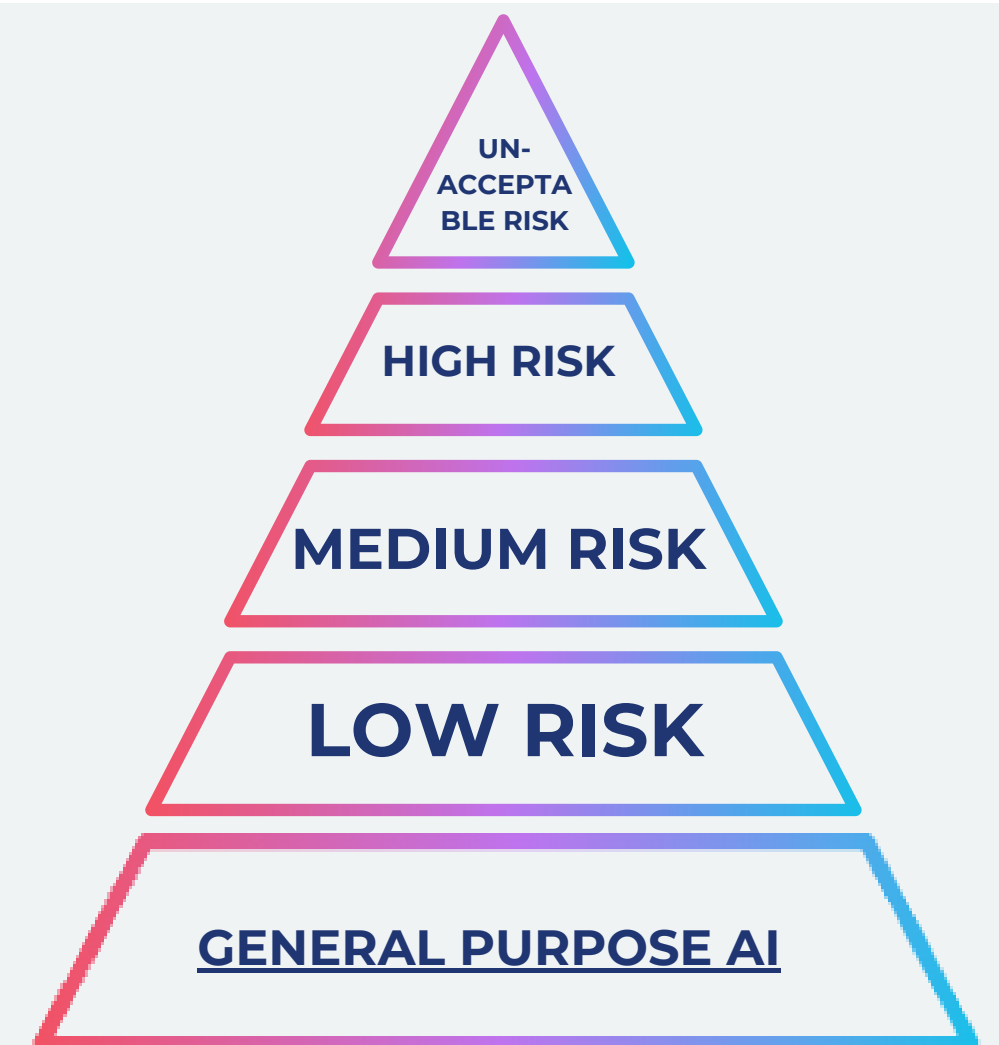 UN-
ACCEPTA
BLE RISK
HIGH RISK
MEDIUM RISK
LOW RISK
GENERAL PURPOSE AI